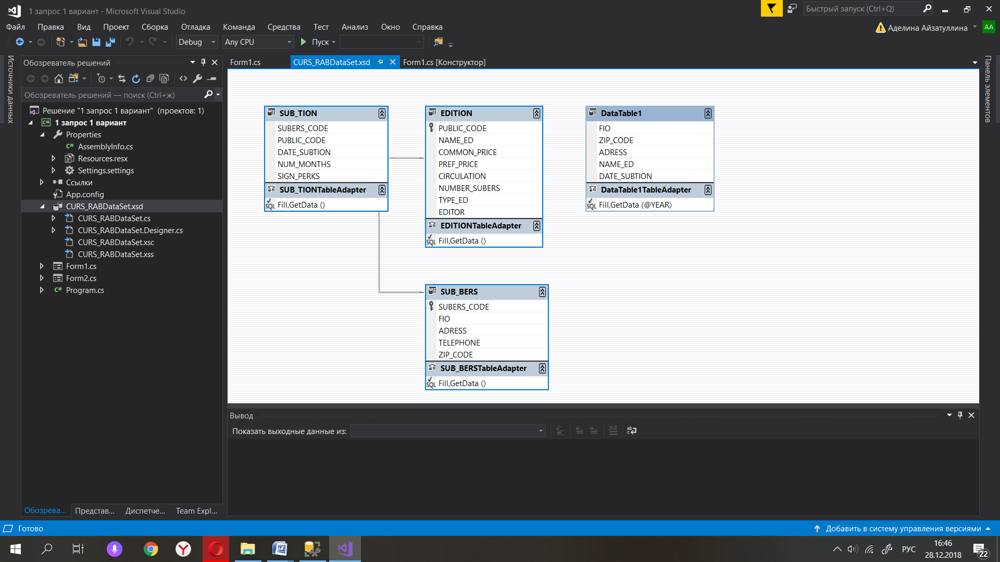 1 запрос 1 вариант - Microsoft Visual Studio
Быстрый запуск (Ctrl+Q)
Файл Правка Вид Проект Сборка Отладка Команда Средства Тест Анализ Окно Справка
Аделина Айзатуллина AA
Debug Any CPU Пуск
Источники данных
Обозреватель решений
Обозреватель решений — поиск (Ctrl+ж)
Решение "1 запрос 1 вариант" (проектов: 1)
C# 1 запрос 1 вариант
Properties
C# AssemblyInfo.cs
Resources.resx
Settings.settings
Ссылки
App.config
CURS_RABDataSet.xsd
CURS_RABDataSet.cs
CURS_RABDataSet.Designer.cs
CURS_RABDataSet.xsc
CURS_RABDataSet.xss
Form1.cs
Form2.cs
C# Program.cs
Обозрева... Представ... Диспетче... Team Expl...
Form1.cs CURS_RABDataSet.xsd Form1.cs [Конструктор]
SUB_TION
SUBERS_CODE
PUBLIC_CODE
DATE_SUBTION
NUM_MONTHS
SIGN_PERKS
SUB_TIONTableAdapter
SQL Fill,GetData ()
EDITION
PUBLIC_CODE
NAME_ED
COMMON_PRICE
PREF_PRICE
CIRCULATION
NUMBER_SUBERS
TYPE_ED
EDITOR
EDITIONTableAdapter
SQL Fill,GetData ()
DataTable1
FIO
ZIP_CODE
ADRESS
NAME_ED
DATE_SUBTION
DataTable1TableAdapter
SQL Fill,GetData (@YEAR)
SUB_BERS
SUBERS_CODE
FIO
ADRESS
TELEPHONE
ZIP_CODE
SUB_BERSTableAdapter
SQL Fill,GetData ()
Панель элементов
Вывод
Показать выходные данные из:
Готово
Добавить в систему управления версиями
РУС
16:46
28.12.2018
22